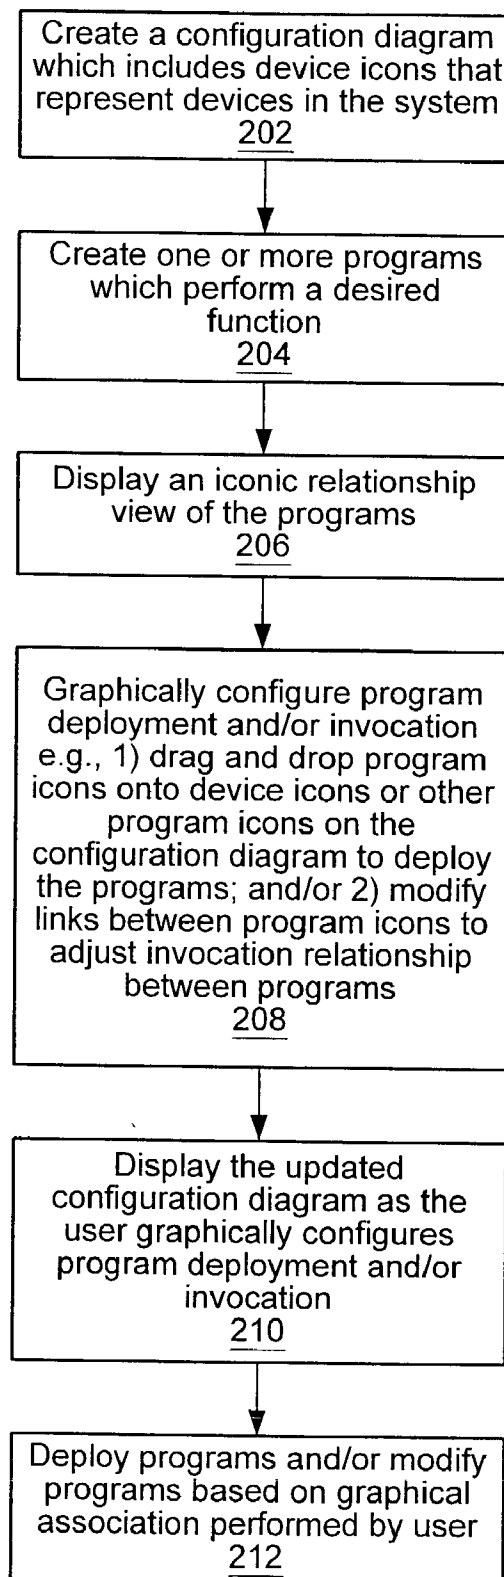 Create a configuration diagram
which includes device icons that
represent devices in the system
202
Create one or more programs
which perform a desired
function
204
Display an iconic relationship
view of the programs
206
Graphically configure program
deployment and/or invocation
e.g., 1) drag and drop program
icons onto device icons or other
program icons on the
configuration diagram to deploy
the programs; and/or 2) modify
links between program icons to
adjust invocation relationship
between programs
208
Display the updated
configuration diagram as the
user graphically configures
program deployment and/or
invocation
210
Deploy programs and/or modify
programs based on graphical
association performed by user
212